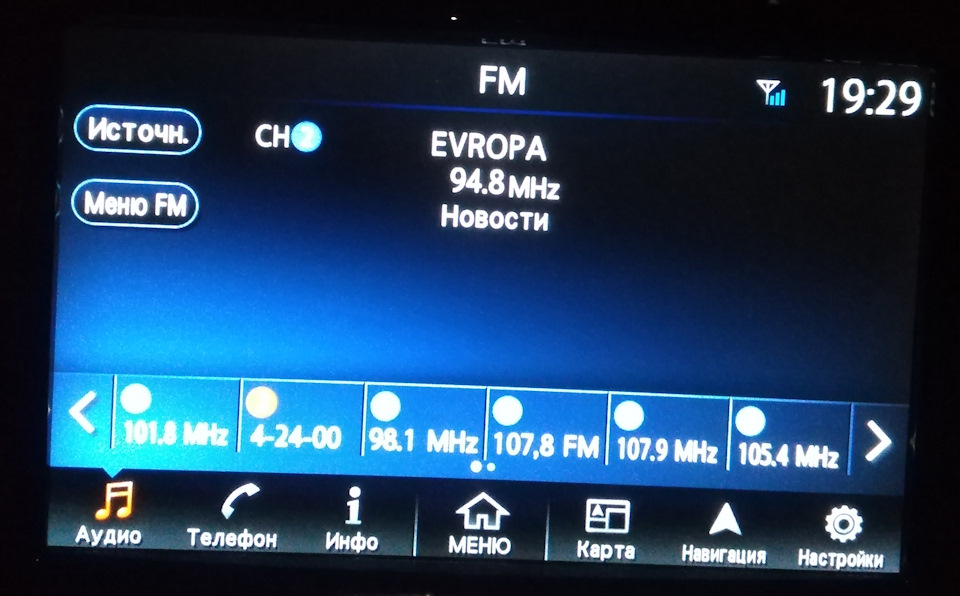 FM
19:29
Источн.
CH 2
EVROPA
94.8 MHz
Меню FM
Новости
101.8 MHz
4-24-00
98.1 MHz
107,8 FM
107.9 MHz
105.4 MHz
Аудио
Телефон
Инфо
МЕНЮ
Карта
Навигация
Настройки